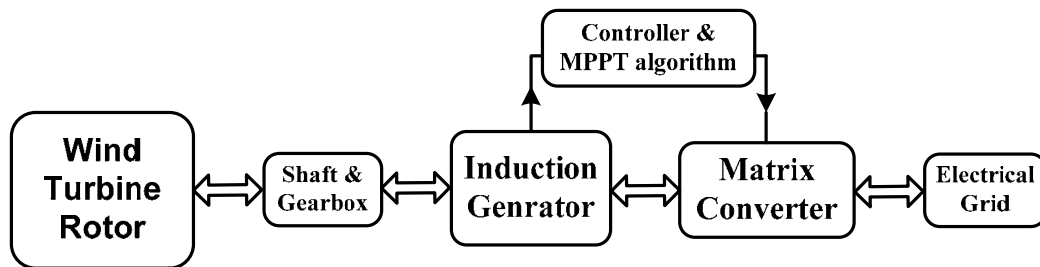 Controller &
MPPT algorithm
Wind
Turbine
Rotor
Shaft &
Gearbox
Induction
Genrator
Matrix
Converter
Electrical
Grid